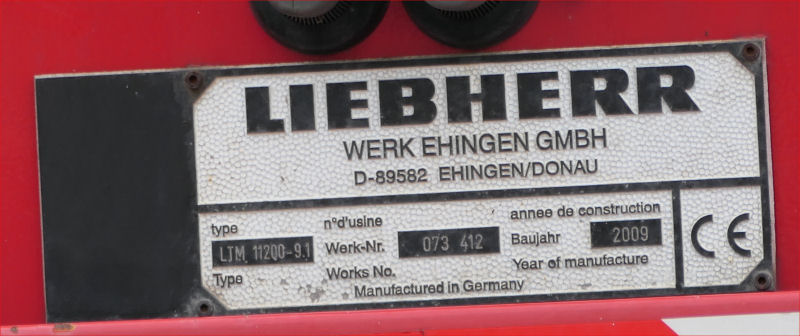 LIEBHERR
WERK EHINGEN GMBH
D-89582 EHINGEN/DONAU
type
LTM 11200-9.1
Type
n°d'usine
Werk-Nr. 073 412
Works No.
annee de construction
Baujahr 2009
Year of manufacture
Manufactured in Germany
CE